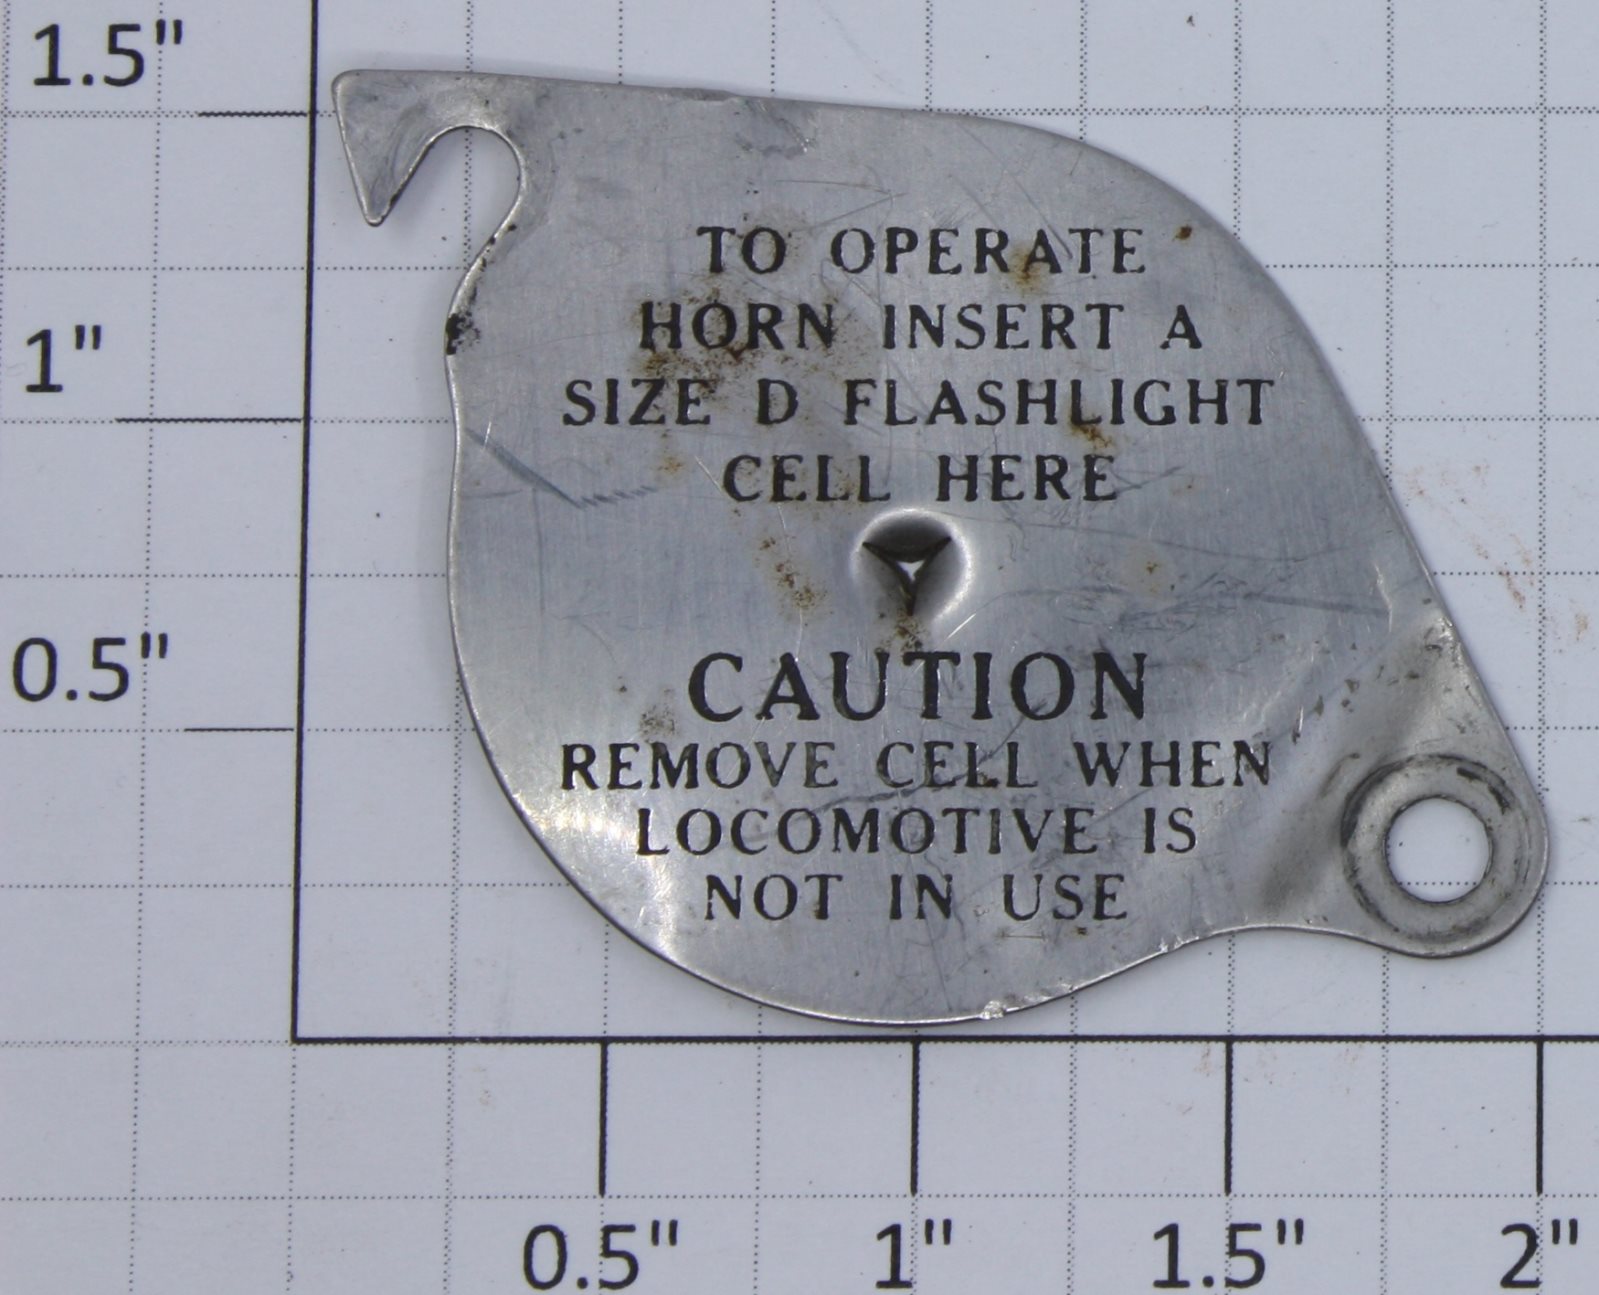 1.5"
TO OPERATE
HORN INSERT A
1"
SIZE D FLASHLIGHT
CELL HERE
0.5"
CAUTION
REMOVE CELL WHEN
LOCOMOTIVE IS
NOT IN USE
0.5" 1" 1.5" 2"